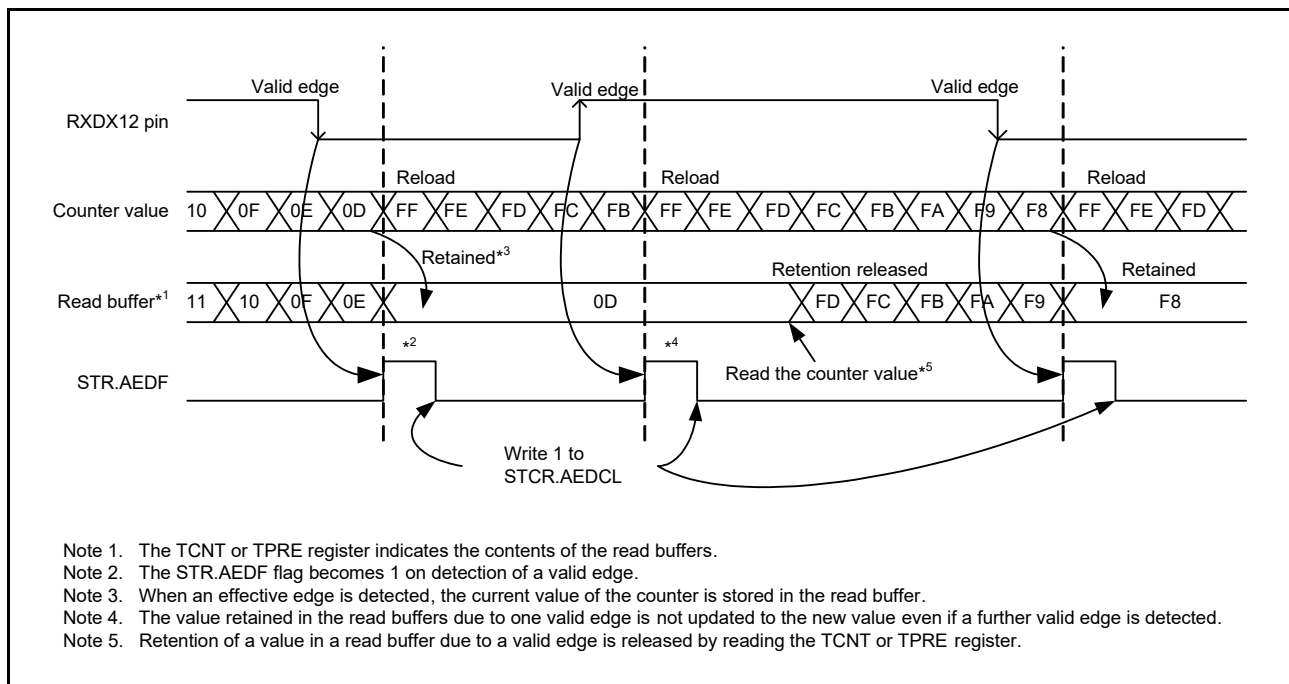 Valid edge Valid edge Valid edge
RXDX12 pin
Reload Reload Reload
Counter value 10 0F 0E 0D FF FE FD FC FB FF FE FD FC FB FA F9 F8 FF FE FD
Retained*3 Retention released Retained
Read buffer*1 11 10 0F 0E 0D FD FC FB FA F9 F8
*2 *4
STR.AEDF Read the counter value*5
Write 1 to
STCR.AEDCL
Note 1. The TCNT or TPRE register indicates the contents of the read buffers.
Note 2. The STR.AEDF flag becomes 1 on detection of a valid edge.
Note 3. When an effective edge is detected, the current value of the counter is stored in the read buffer.
Note 4. The value retained in the read buffers due to one valid edge is not updated to the new value even if a further valid edge is detected.
Note 5. Retention of a value in a read buffer due to a valid edge is released by reading the TCNT or TPRE register.